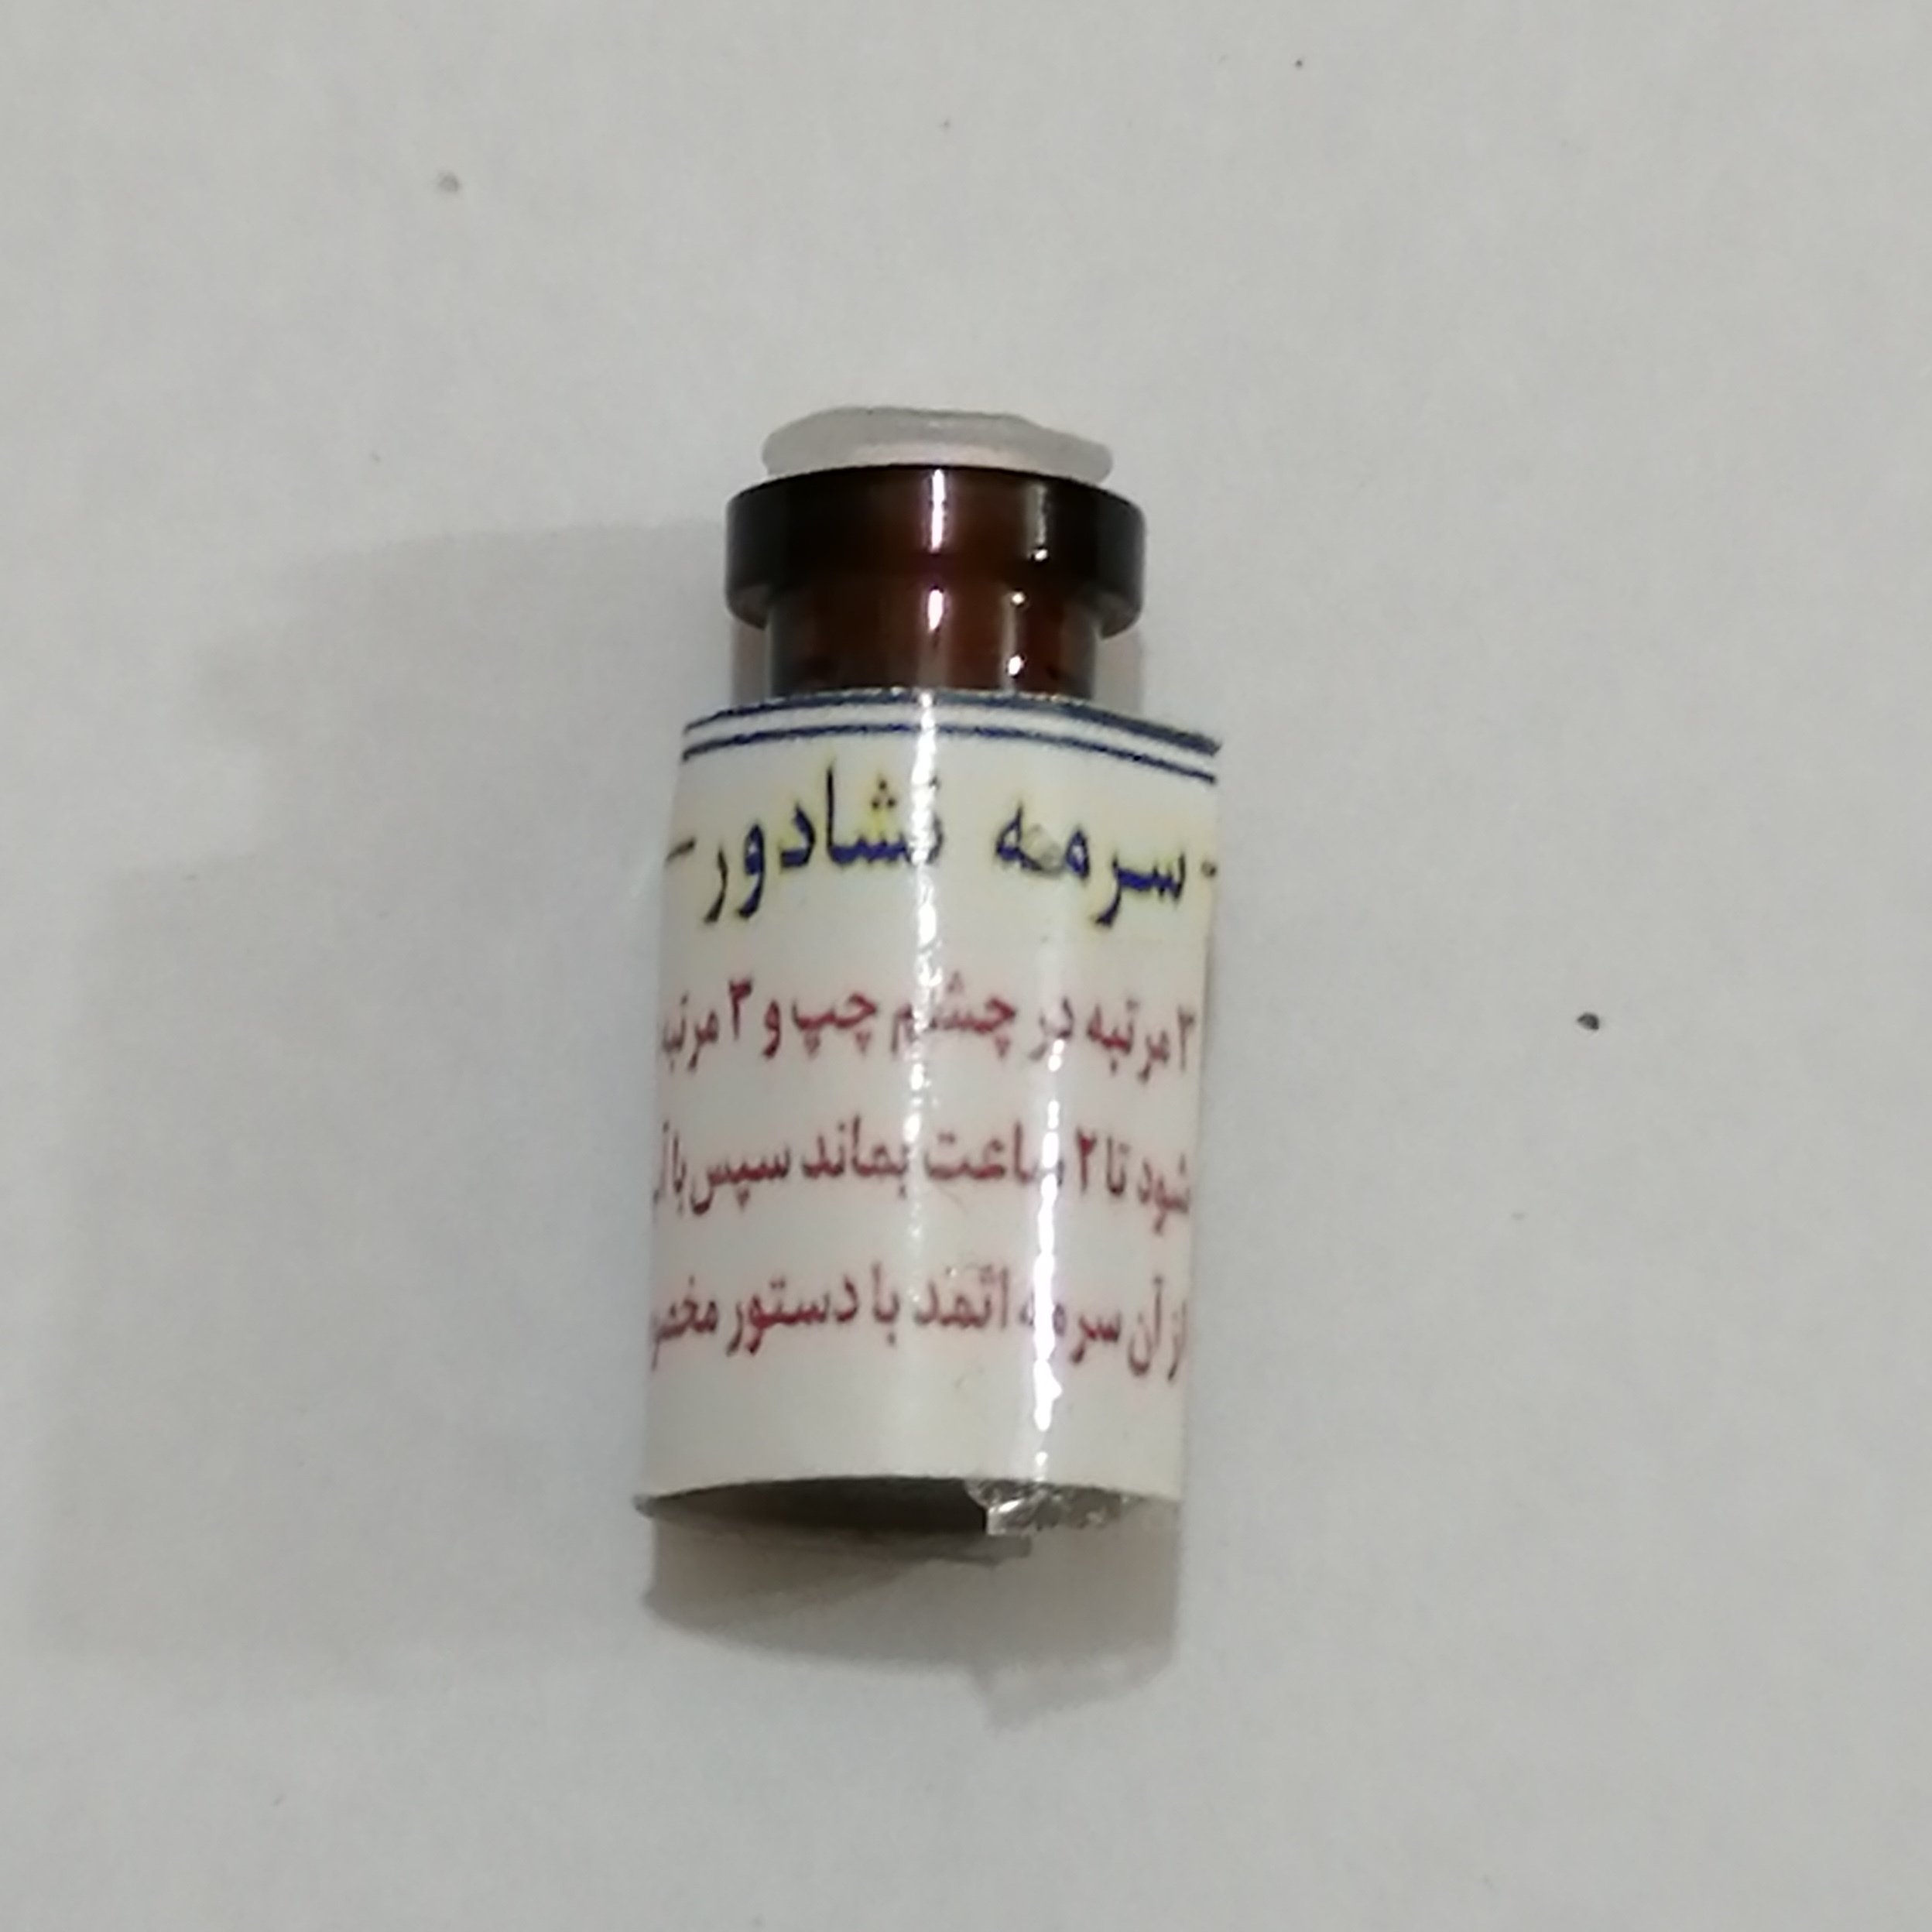 سرمه نشادور
۳ مرتبه در چشم چپ و ۳ مرتبه
شود تا ۲ ساعت بماند سپس با
از آن سرمه اثمد با دستور